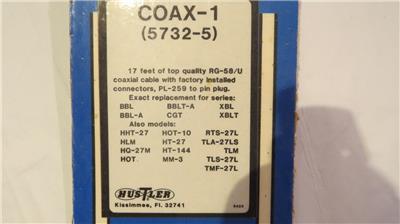 COAX-1
(5732-5)
17 feet of top quality RG-58/U
coaxial cable with factory installed
connectors, PL-259 to pin plug.
Exact replacement for series:
BBL BBLT-A XBL
BBL-A CGT XBLT
Also models:
HHT-27 HOT-10 RTS-27L
HLM HT-27 TLA-27LS
HQ-27M HT-144 TLM
HOT MM-3 TLS-27L
TMF-27L
HUSTLER
Kissimmee, Fl. 32741